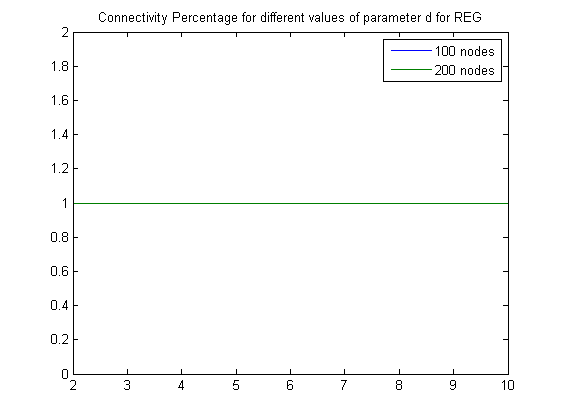 Connectivity Percentage for different values of parameter d for REG
2
1.8
1.6
1.4
1.2
1
0.8
0.6
0.4
0.2
0
100 nodes
200 nodes
2 3 4 5 6 7 8 9 10